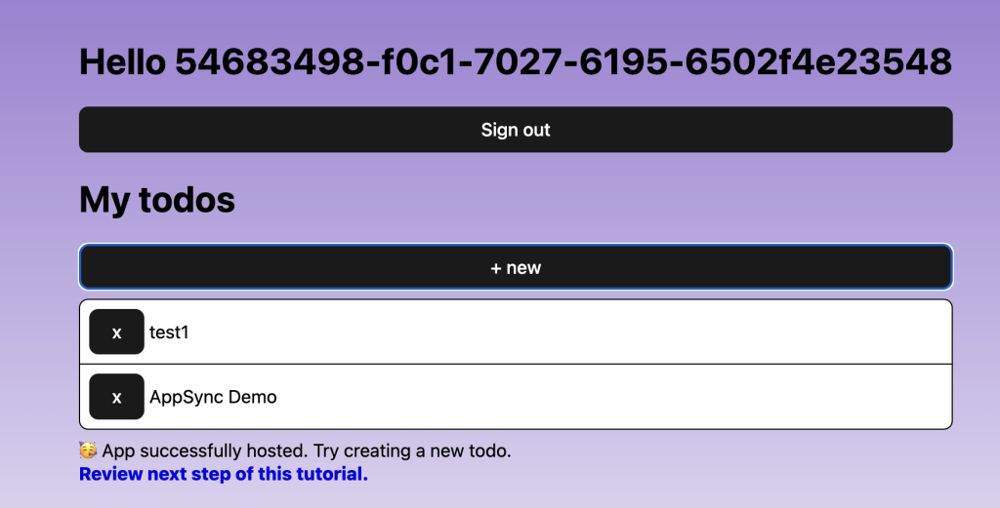 Hello 54683498-f0c1-7027-6195-6502f4e23548
Sign out
My todos
+ new
x test1
x AppSync Demo
🥳 App successfully hosted. Try creating a new todo.
Review next step of this tutorial.